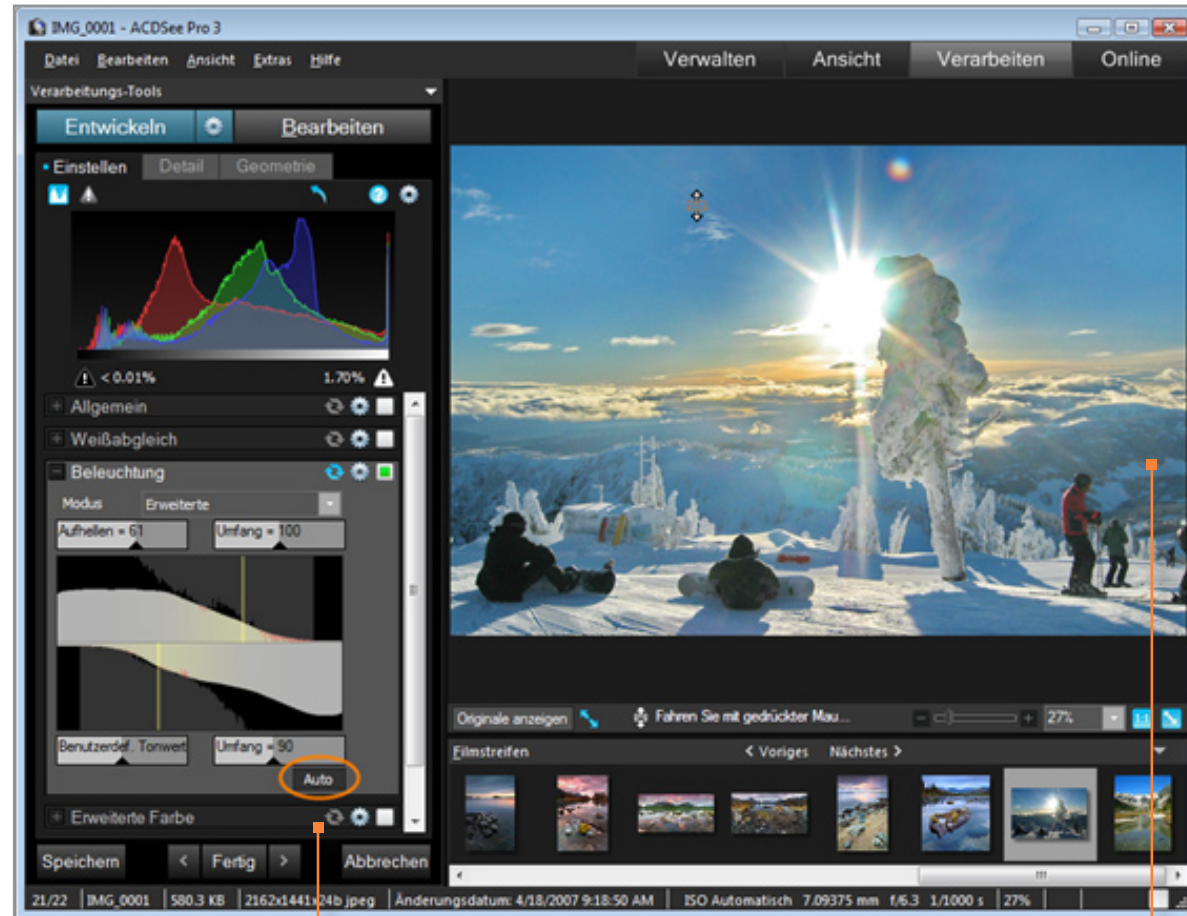 IMG_0001 - ACDSee Pro 3
Datei Bearbeiten Ansicht Extras Hilfe
Verwalten Ansicht Verarbeiten Online
Verarbeitungs-Tools
Entwickeln Bearbeiten
Einstellen Detail Geometrie
< 0.01% 1.70%
Allgemein
Weißabgleich
Beleuchtung
Modus Erweiterte
Aufhellen = 61 Umfang = 100
Benutzerdef. Tonwert Umfang = 90
Auto
Erweiterte Farbe
Speichern < Fertig > Abbrechen
Originale anzeigen Fahren Sie mit gedrückter Mau... 27% 1:1
Filmstreifen < Voriges Nächstes >
21/22 IMG_0001 580.3 KB 2162x1441x24b jpeg Änderungsdatum: 4/18/2007 9:18:50 AM ISO Automatisch 7.09375 mm f/6.3 1/1000 s 27%